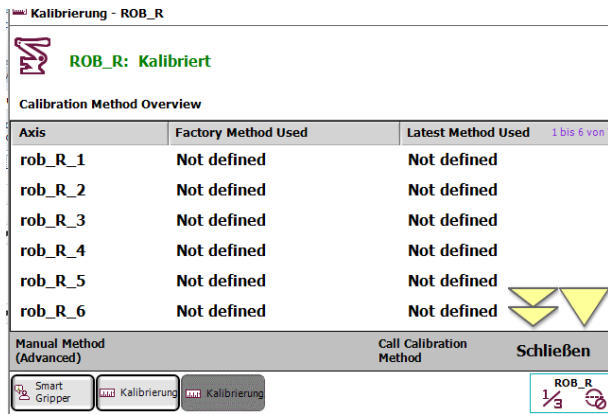 Kalibrierung - ROB_R
ROB_R: Kalibriert
Calibration Method Overview
Axis Factory Method Used Latest Method Used 1 bis 6 von
rob_R_1 Not defined Not defined
rob_R_2 Not defined Not defined
rob_R_3 Not defined Not defined
rob_R_4 Not defined Not defined
rob_R_5 Not defined Not defined
rob_R_6 Not defined Not defined
Manual Method
(Advanced)
Call Calibration
Method
Schließen
Smart
Gripper
Kalibrierung
Kalibrierung
ROB_R
1/3